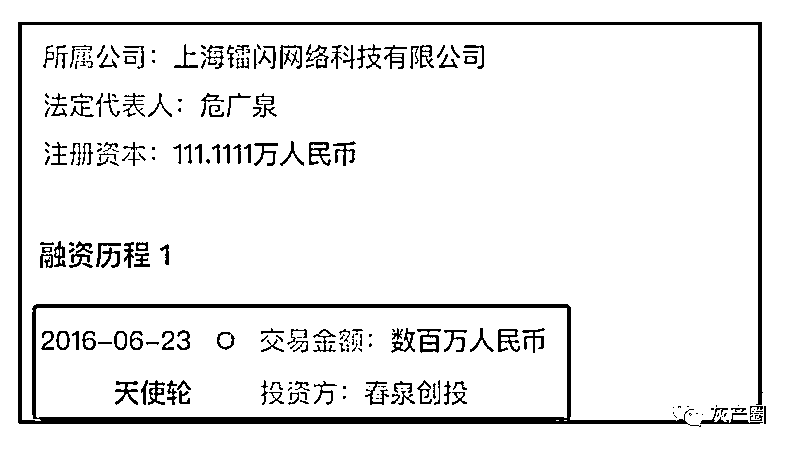 所属公司：上海镭闪网络科技有限公司
法定代表人：危广泉
注册资本：111.1111万人民币
融资历程 1
2016-06-23 交易金额：数百万人民币
天使轮 投资方：春泉创投
灰产圈